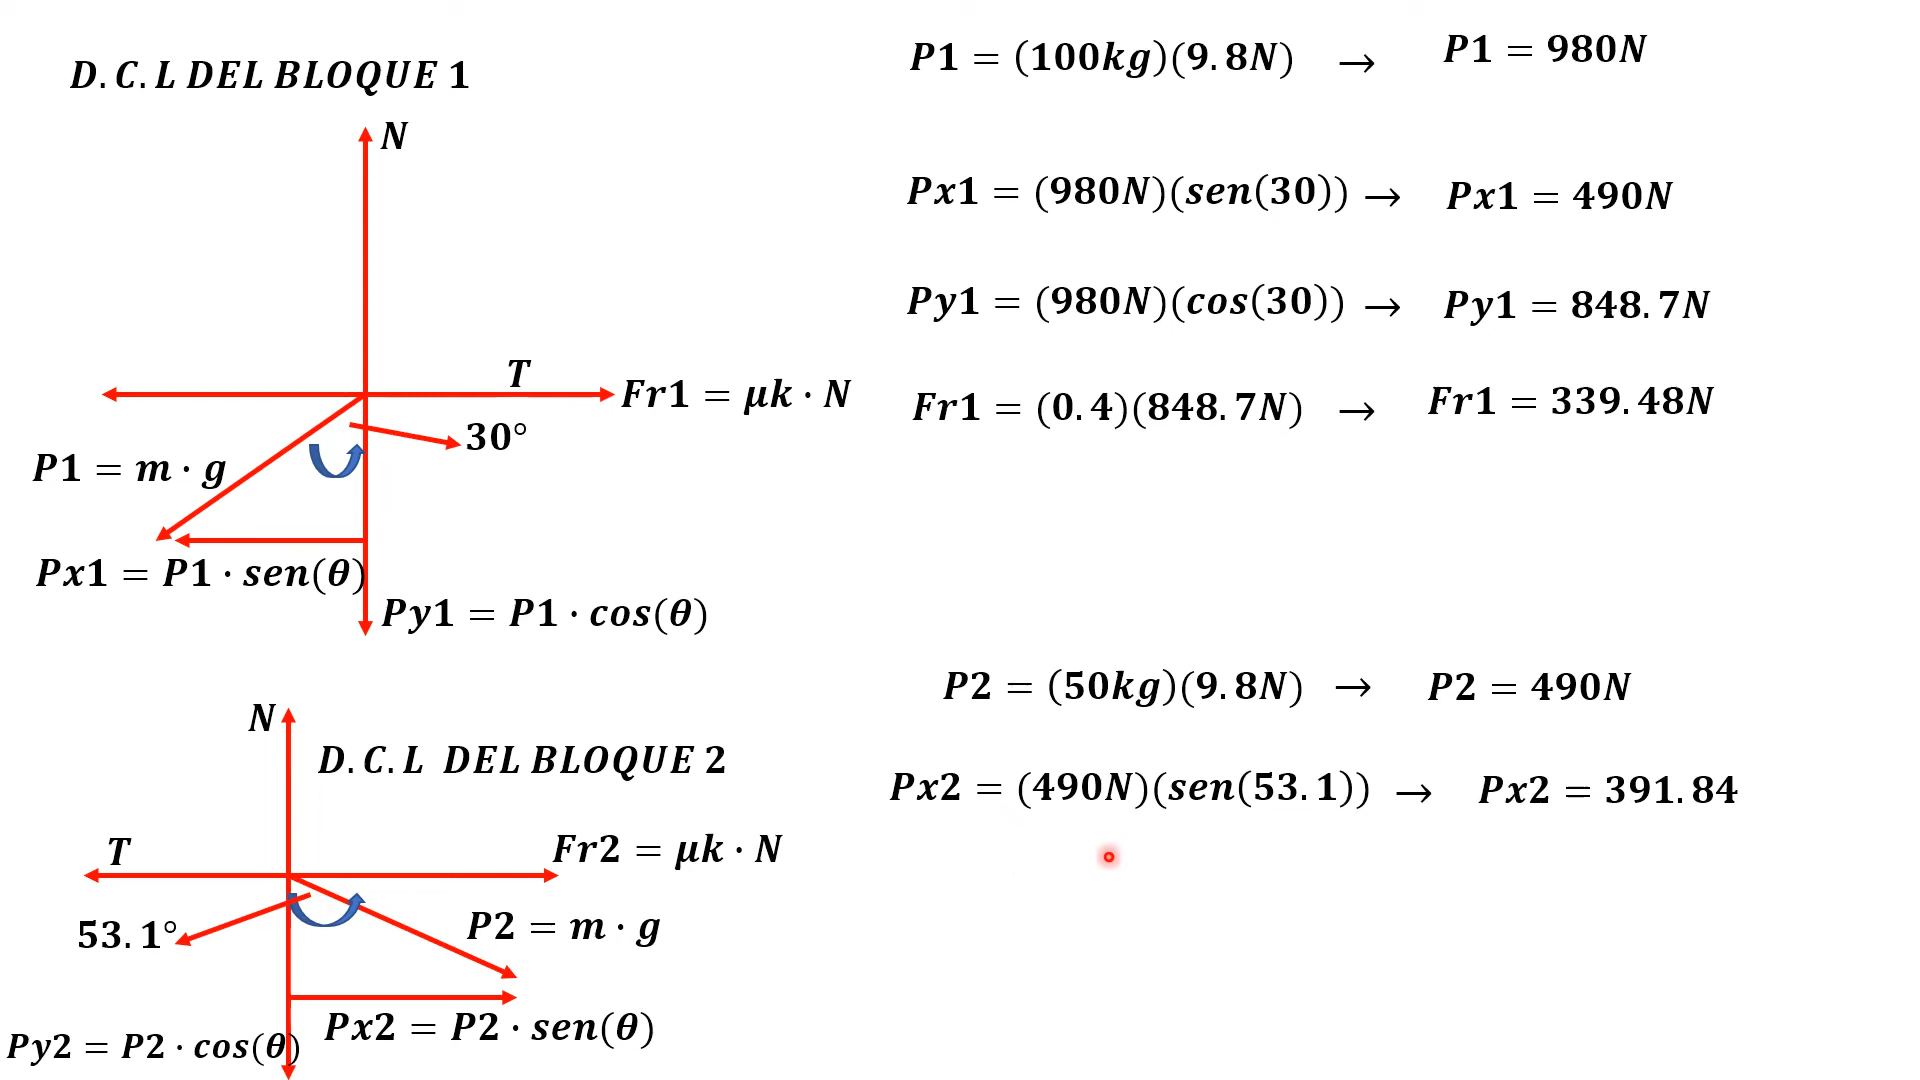 D.C.L DEL BLOQUE 1
N
T
Fr1 = μk · N
30°
P1 = m · g
Px1 = P1 · sen(θ)
Py1 = P1 · cos(θ)
P1 = (100kg)(9.8N) → P1 = 980N
Px1 = (980N)(sen(30)) → Px1 = 490N
Py1 = (980N)(cos(30)) → Py1 = 848.7N
Fr1 = (0.4)(848.7N) → Fr1 = 339.48N
N
D.C.L DEL BLOQUE 2
T
Fr2 = μk · N
53.1°
P2 = m · g
Px2 = P2 · sen(θ)
Py2 = P2 · cos(θ)
P2 = (50kg)(9.8N) → P2 = 490N
Px2 = (490N)(sen(53.1)) → Px2 = 391.84